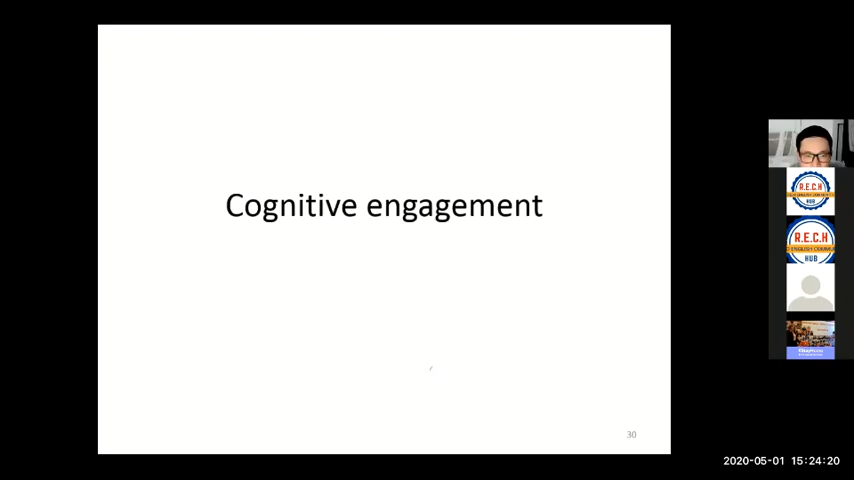 Cognitive engagement
30
R.E.C.H
HUB
R.E.C.H
HUB
2020-05-01 15:24:20